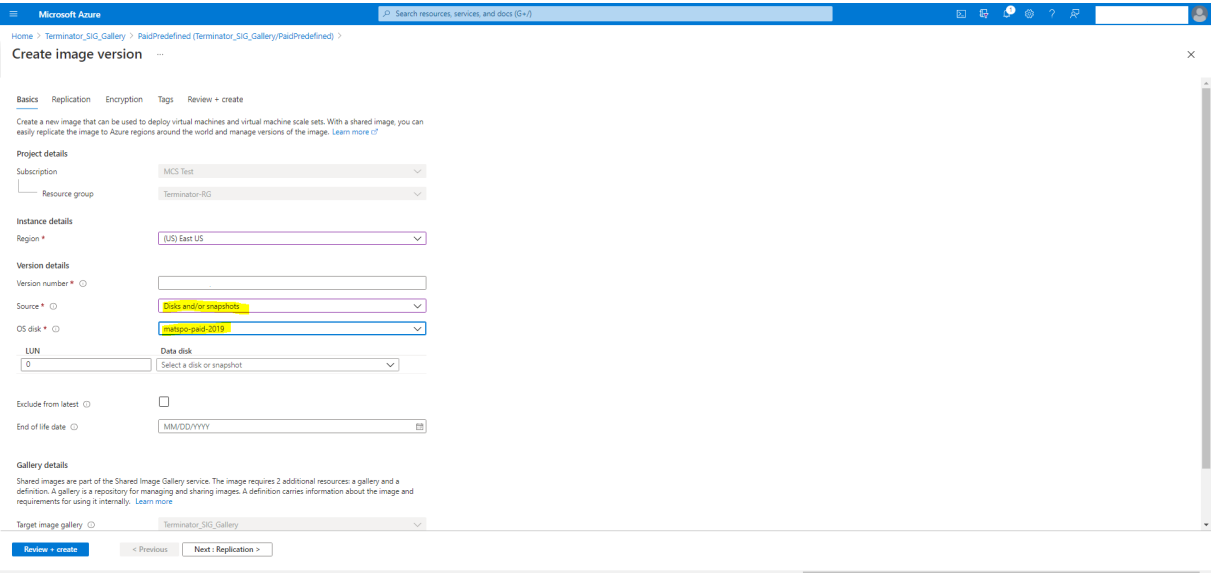 Microsoft Azure
Search resources, services, and docs (G+/)
1
Home > Terminator_SIG_Gallery > PaidPredefined (Terminator_SIG_Gallery/PaidPredefined) >
Create image version ...
Basics Replication Encryption Tags Review + create
Create a new image that can be used to deploy virtual machines and virtual machine scale sets. With a shared image, you can
easily replicate the image to Azure regions around the world and manage versions of the image. Learn more
Project details
Subscription MCS Test
Resource group Terminator-RG
Instance details
Region * (US) East US
Version details
Version number *
Source * Disks and/or snapshots
OS disk * matspo-paid-2019
LUN Data disk
0 Select a disk or snapshot
Exclude from latest
End of life date MM/DD/YYYY
Gallery details
Shared images are part of the Shared Image Gallery service. The image requires 2 additional resources: a gallery and a
definition. A gallery is a repository for managing and sharing images. A definition carries information about the image and
requirements for using it internally. Learn more
Target image gallery Terminator_SIG_Gallery
Review + create < Previous Next : Replication >